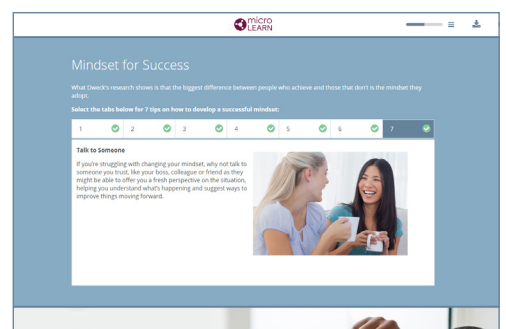 micro
LEARN
Mindset for Success
What Dweck's research shows is that the biggest difference between people who achieve and those that don't is the mindset they
adopt.
Select the tabs below for 7 tips on how to develop a successful mindset:
1 2 3 4 5 6 7
Talk to Someone
If you're struggling with changing your mindset, why not talk to
someone you trust, like your boss, colleague or friend as they
might be able to offer you a fresh perspective on the situation,
helping you understand what's happening and suggest ways to
improve things moving forward.